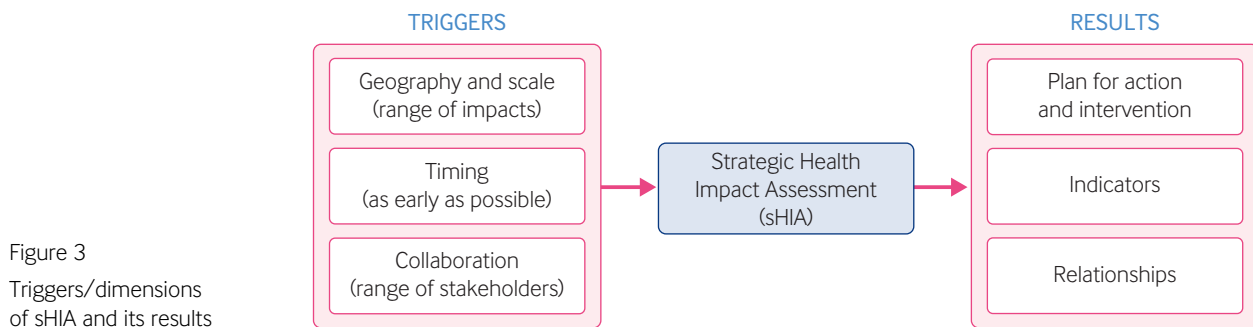 TRIGGERS
Geography and scale
(range of impacts)
Timing
(as early as possible)
Collaboration
(range of stakeholders)
Strategic Health
Impact Assessment
(sHIA)
RESULTS
Plan for action
and intervention
Indicators
Relationships
Figure 3
Triggers/dimensions
of sHIA and its results